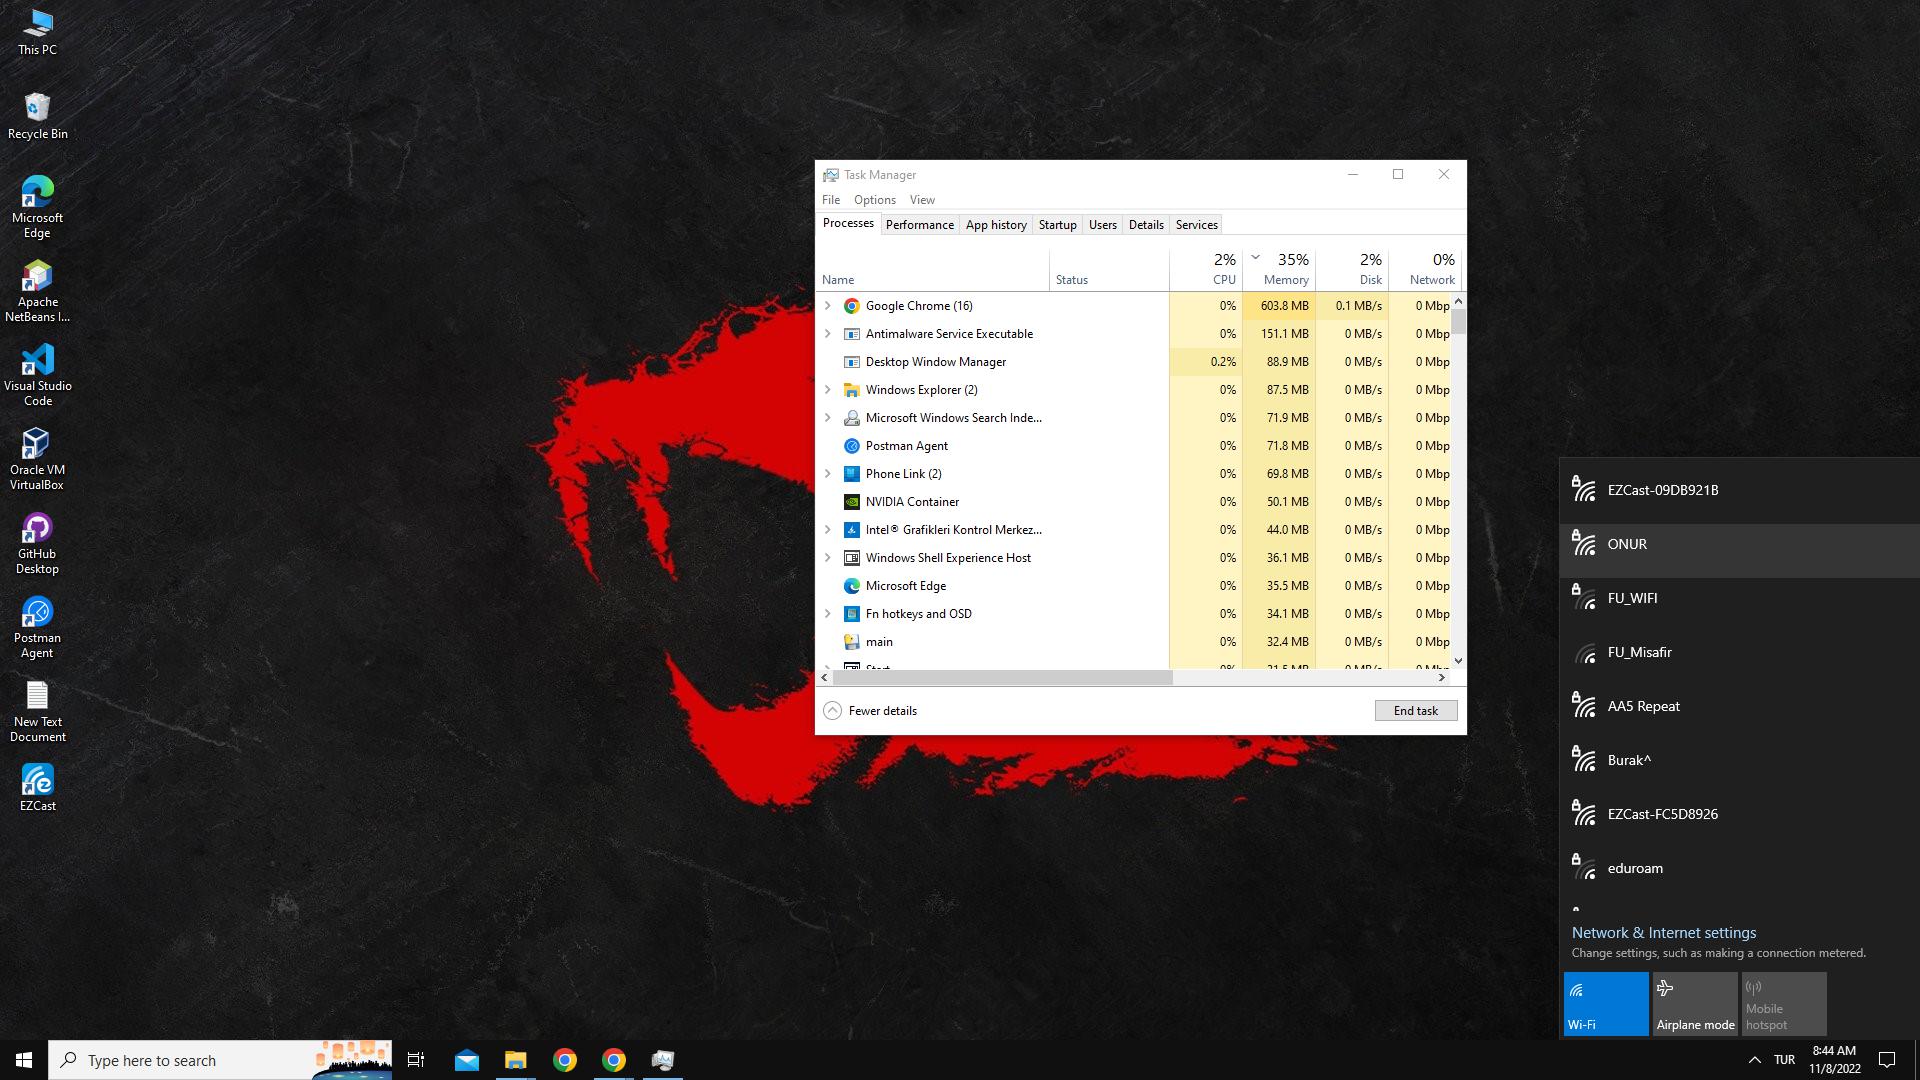 This PC
Recycle Bin
Microsoft
Edge
Apache
NetBeans I...
Visual Studio
Code
Oracle VM
VirtualBox
GitHub
Desktop
Postman
Agent
New Text
Document
EZCast
Task Manager
File Options View
Processes Performance App history Startup Users Details Services
2% 35% 2% 0%
Name Status CPU Memory Disk Network
Google Chrome (16) 0% 603.8 MB 0.1 MB/s 0 Mbp
Antimalware Service Executable 0% 151.1 MB 0 MB/s 0 Mbp
Desktop Window Manager 0.2% 88.9 MB 0 MB/s 0 Mbp
Windows Explorer (2) 0% 87.5 MB 0 MB/s 0 Mbp
Microsoft Windows Search Inde... 0% 71.9 MB 0 MB/s 0 Mbp
Postman Agent 0% 71.8 MB 0 MB/s 0 Mbp
Phone Link (2) 0% 69.8 MB 0 MB/s 0 Mbp
NVIDIA Container 0% 50.1 MB 0 MB/s 0 Mbp
Intel® Grafikleri Kontrol Merkez... 0% 44.0 MB 0 MB/s 0 Mbp
Windows Shell Experience Host 0% 36.1 MB 0 MB/s 0 Mbp
Microsoft Edge 0% 35.5 MB 0 MB/s 0 Mbp
Fn hotkeys and OSD 0% 34.1 MB 0 MB/s 0 Mbp
main 0% 32.4 MB 0 MB/s 0 Mbp
Start 0% 31.5 MB 0 MB/s 0 Mbp
Fewer details
End task
EZCast-09DB921B
ONUR
FU_WIFI
FU_Misafir
AA5 Repeat
Burak^
EZCast-FC5D8926
eduroam
Network & Internet settings
Change settings, such as making a connection metered.
Wi-Fi
Airplane mode
Mobile
hotspot
Type here to search
TUR
8:44 AM
11/8/2022